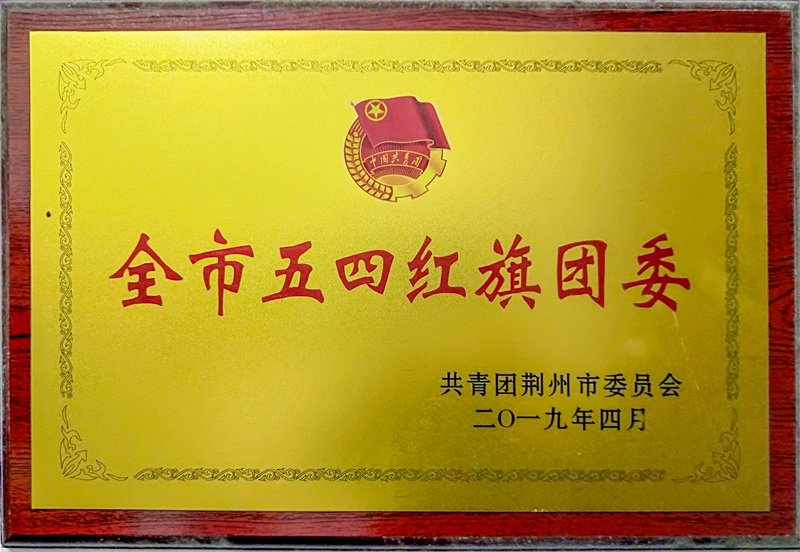 中国共青团
全市五四红旗团委
共青团荆州市委员会
二〇一九年四月